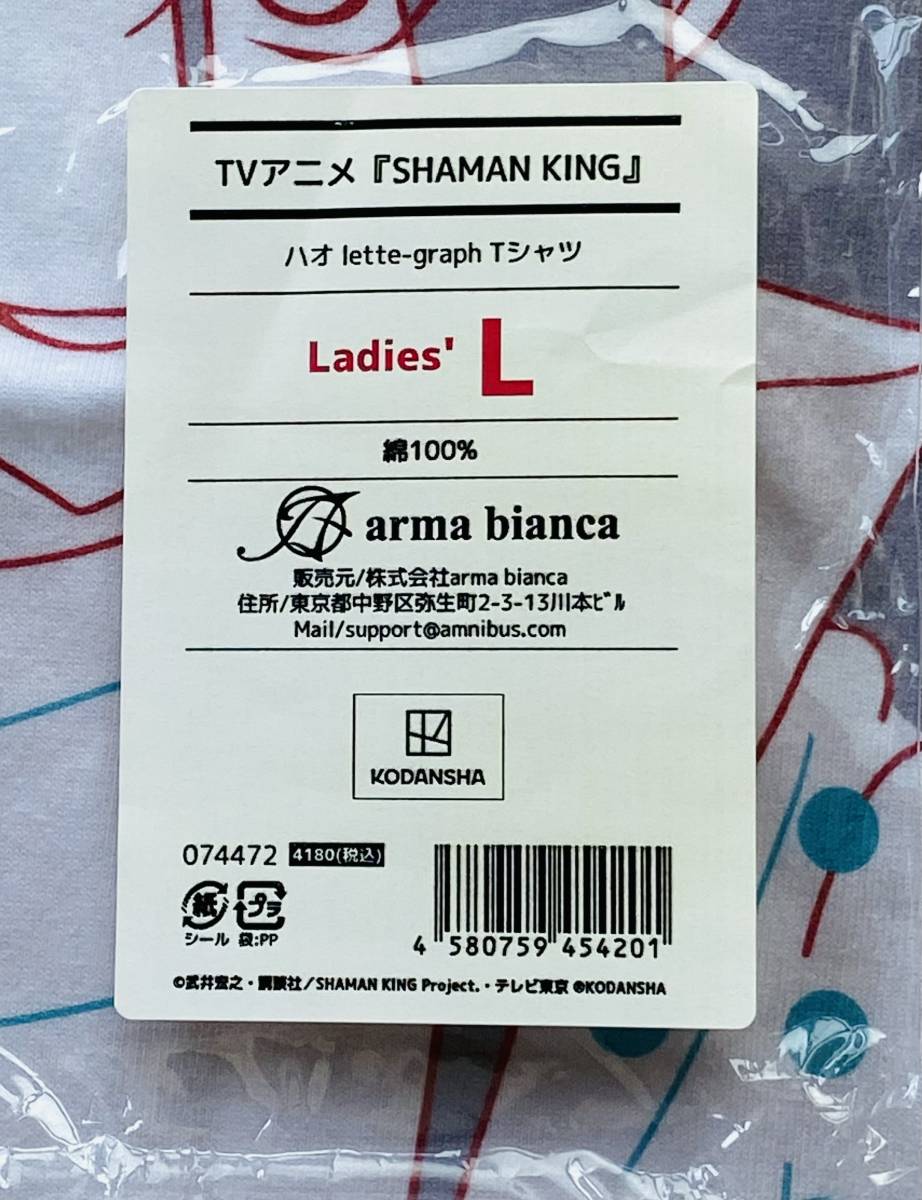 TVアニメ『SHAMAN KING』
ハオ lette-graph Tシャツ
Ladies' L
綿100%
arma bianca
販売元/株式会社arma bianca
住所/東京都中野区弥生町2-3-13川本ﾋﾞﾙ
Mail/support@amnibus.com
KODANSHA
074472 4180(税込)
紙 プラ
シール 袋:PP
4 580759 454201
©武井宏之・講談社/SHAMAN KING Project.・テレビ東京 ®KODANSHA